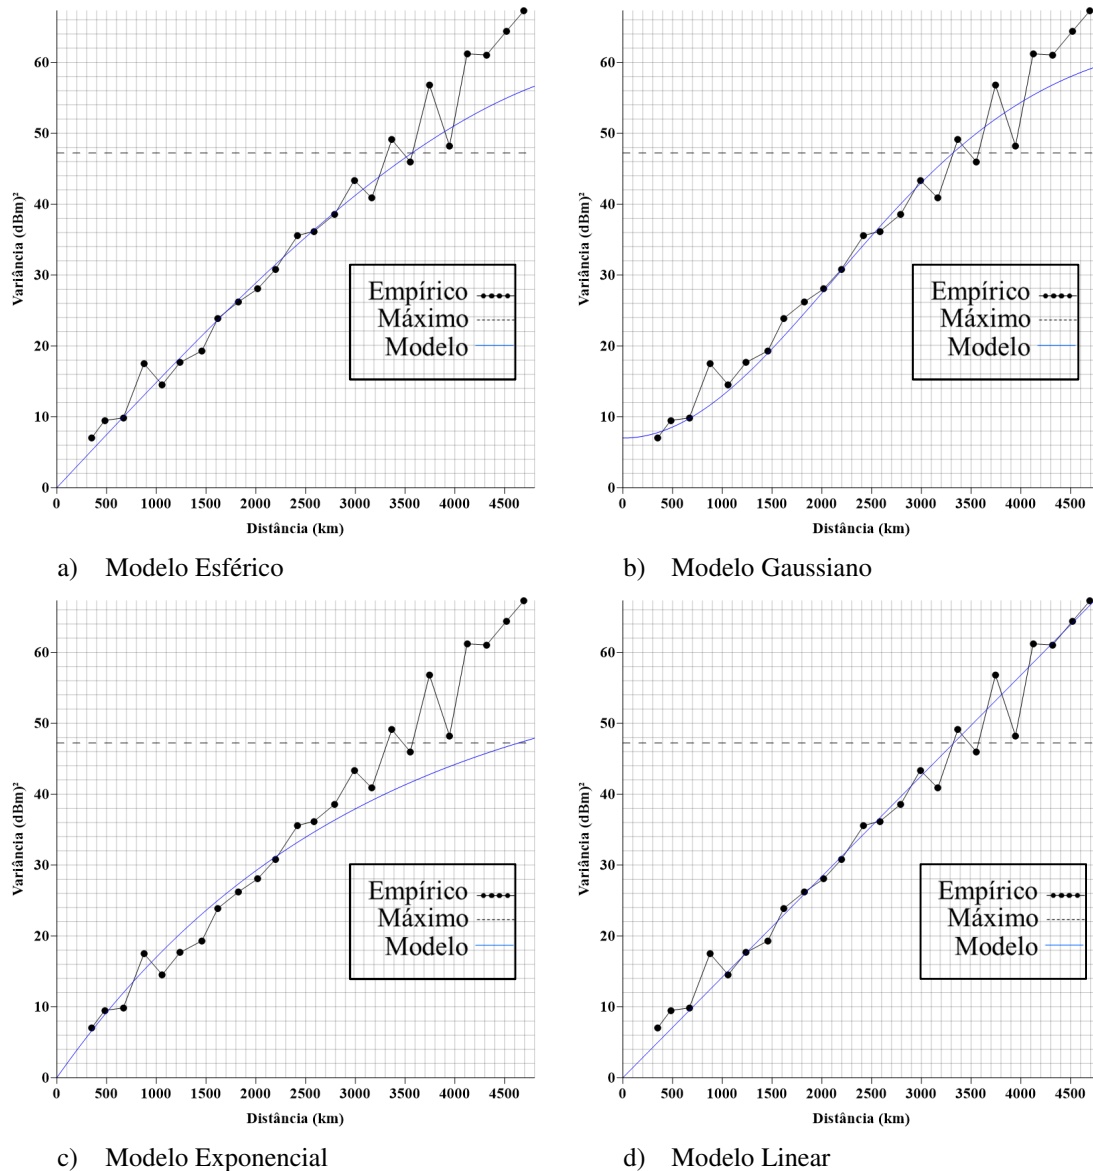 60
50
40
30
20
10
0
Variância (dBm)²
Empírico
Máximo
Modelo
0 500 1000 1500 2000 2500 3000 3500 4000 4500
Distância (km)
a) Modelo Esférico
60
50
40
30
20
10
0
Variância (dBm)²
Empírico
Máximo
Modelo
0 500 1000 1500 2000 2500 3000 3500 4000 4500
Distância (km)
b) Modelo Gaussiano
60
50
40
30
20
10
0
Variância (dBm)²
Empírico
Máximo
Modelo
0 500 1000 1500 2000 2500 3000 3500 4000 4500
Distância (km)
c) Modelo Exponencial
60
50
40
30
20
10
0
Variância (dBm)²
Empírico
Máximo
Modelo
0 500 1000 1500 2000 2500 3000 3500 4000 4500
Distância (km)
d) Modelo Linear